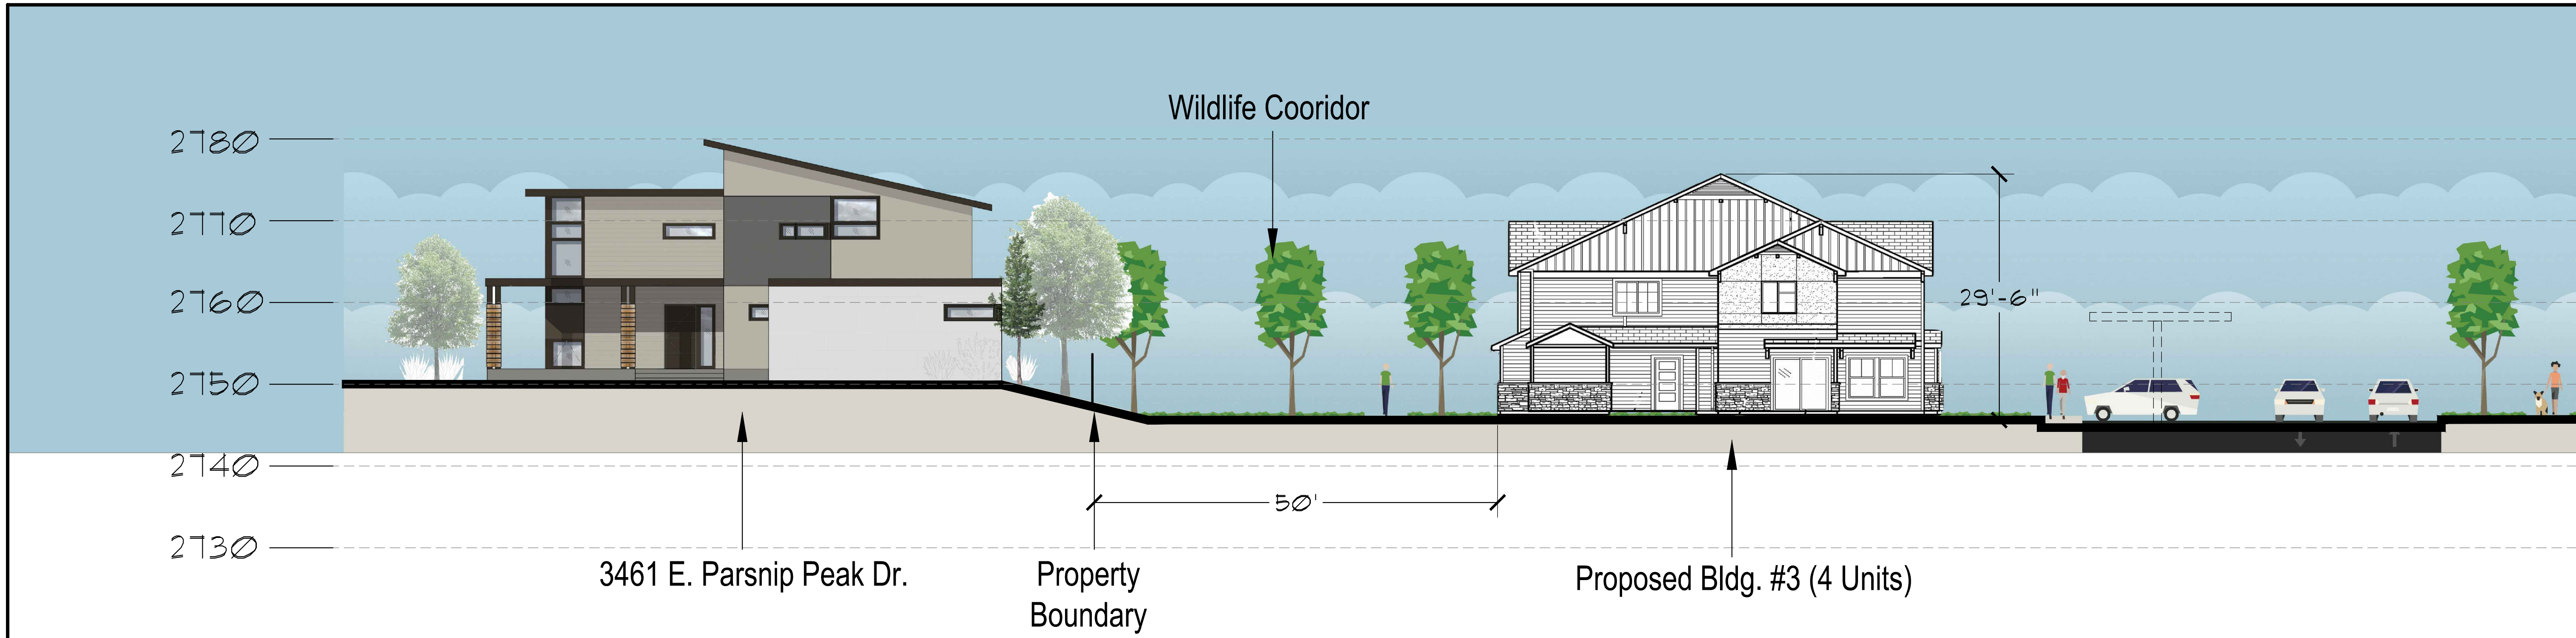 Wildlife Cooridor
2780
2770
2760
2750
2740
2730
29'-6"
50'
3461 E. Parsnip Peak Dr.
Property
Boundary
Proposed Bldg. #3 (4 Units)